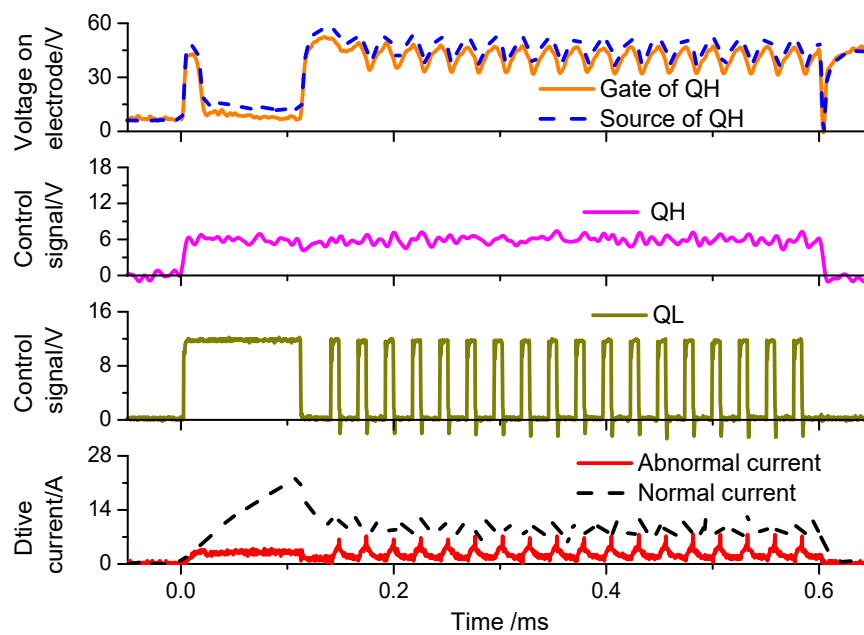 60
30
0
Voltage on
electrode/V
Gate of QH
Source of QH
18
12
6
0
Control
signal/V
QH
16
8
0
Control
signal/V
QL
28
14
0
Dtive
current/A
Abnormal current
Normal current
0.0
0.2
0.4
0.6
Time /ms